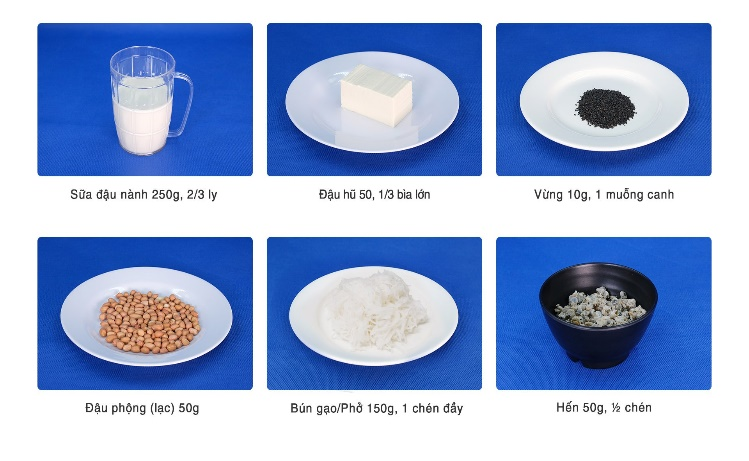 Sữa đậu nành 250g, 2/3 ly
Đậu hũ 50, 1/3 bìa lớn
Vừng 10g, 1 muỗng canh
Đậu phộng (lạc) 50g
Bún gạo/Phở 150g, 1 chén đầy
Hến 50g, ½ chén